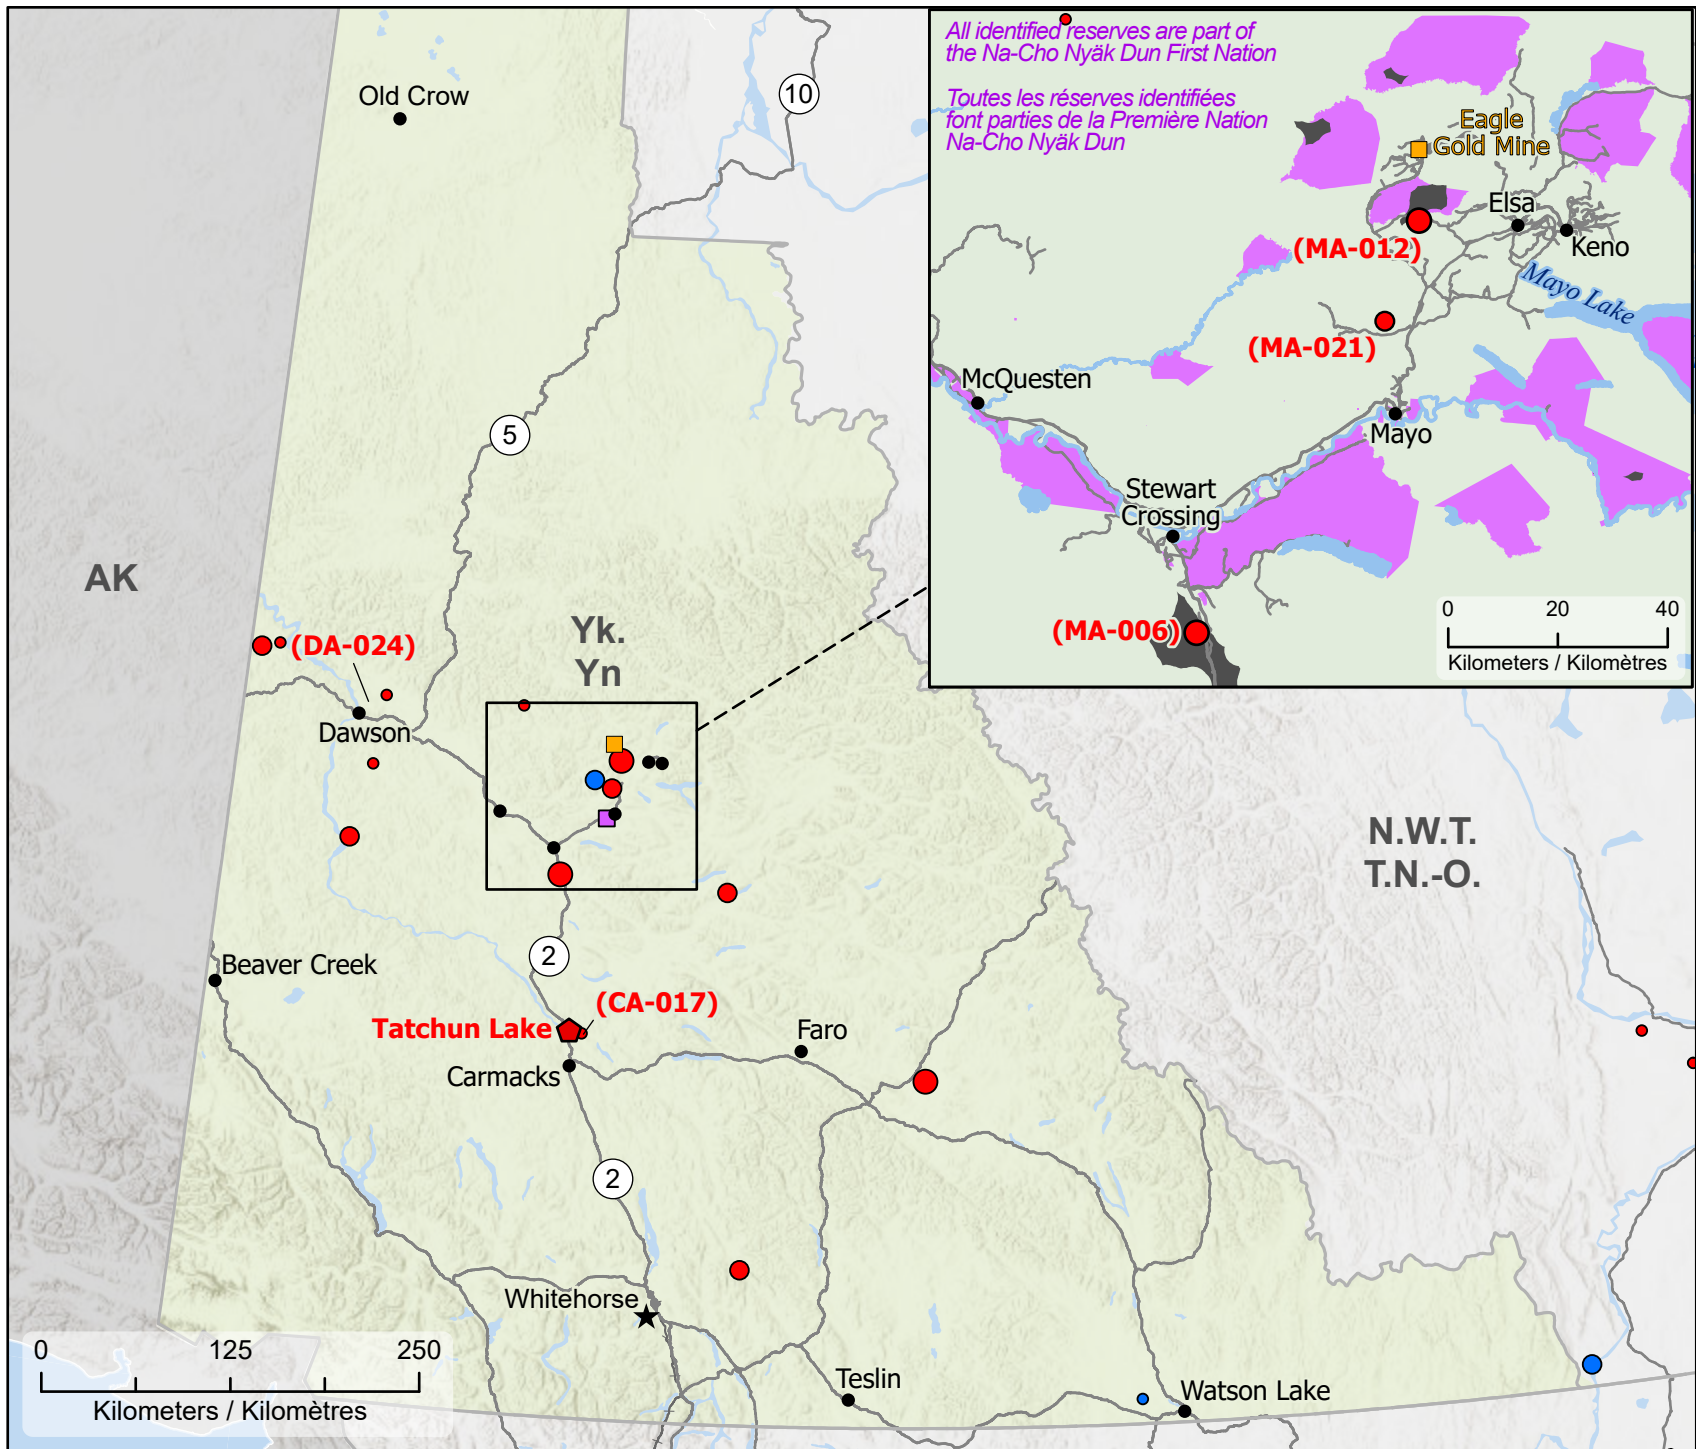 Old Crow
10
5
AK
(DA-024)
Yk.
Yn
Dawson
Beaver Creek
2
(CA-017)
Tatchun Lake
Faro
Carmacks
2
N.W.T.
T.N.-O.
Whitehorse
Teslin
Watson Lake
0 125 250
Kilometers / Kilomètres
All identified reserves are part of
the Na-Cho Nyäk Dun First Nation
Toutes les réserves identifiées
font parties de la Première Nation
Na-Cho Nyäk Dun
Eagle
Gold Mine
Elsa
(MA-012)
Keno
Mayo Lake
(MA-021)
McQuesten
Mayo
Stewart
Crossing
(MA-006)
0 20 40
Kilometers / Kilomètres